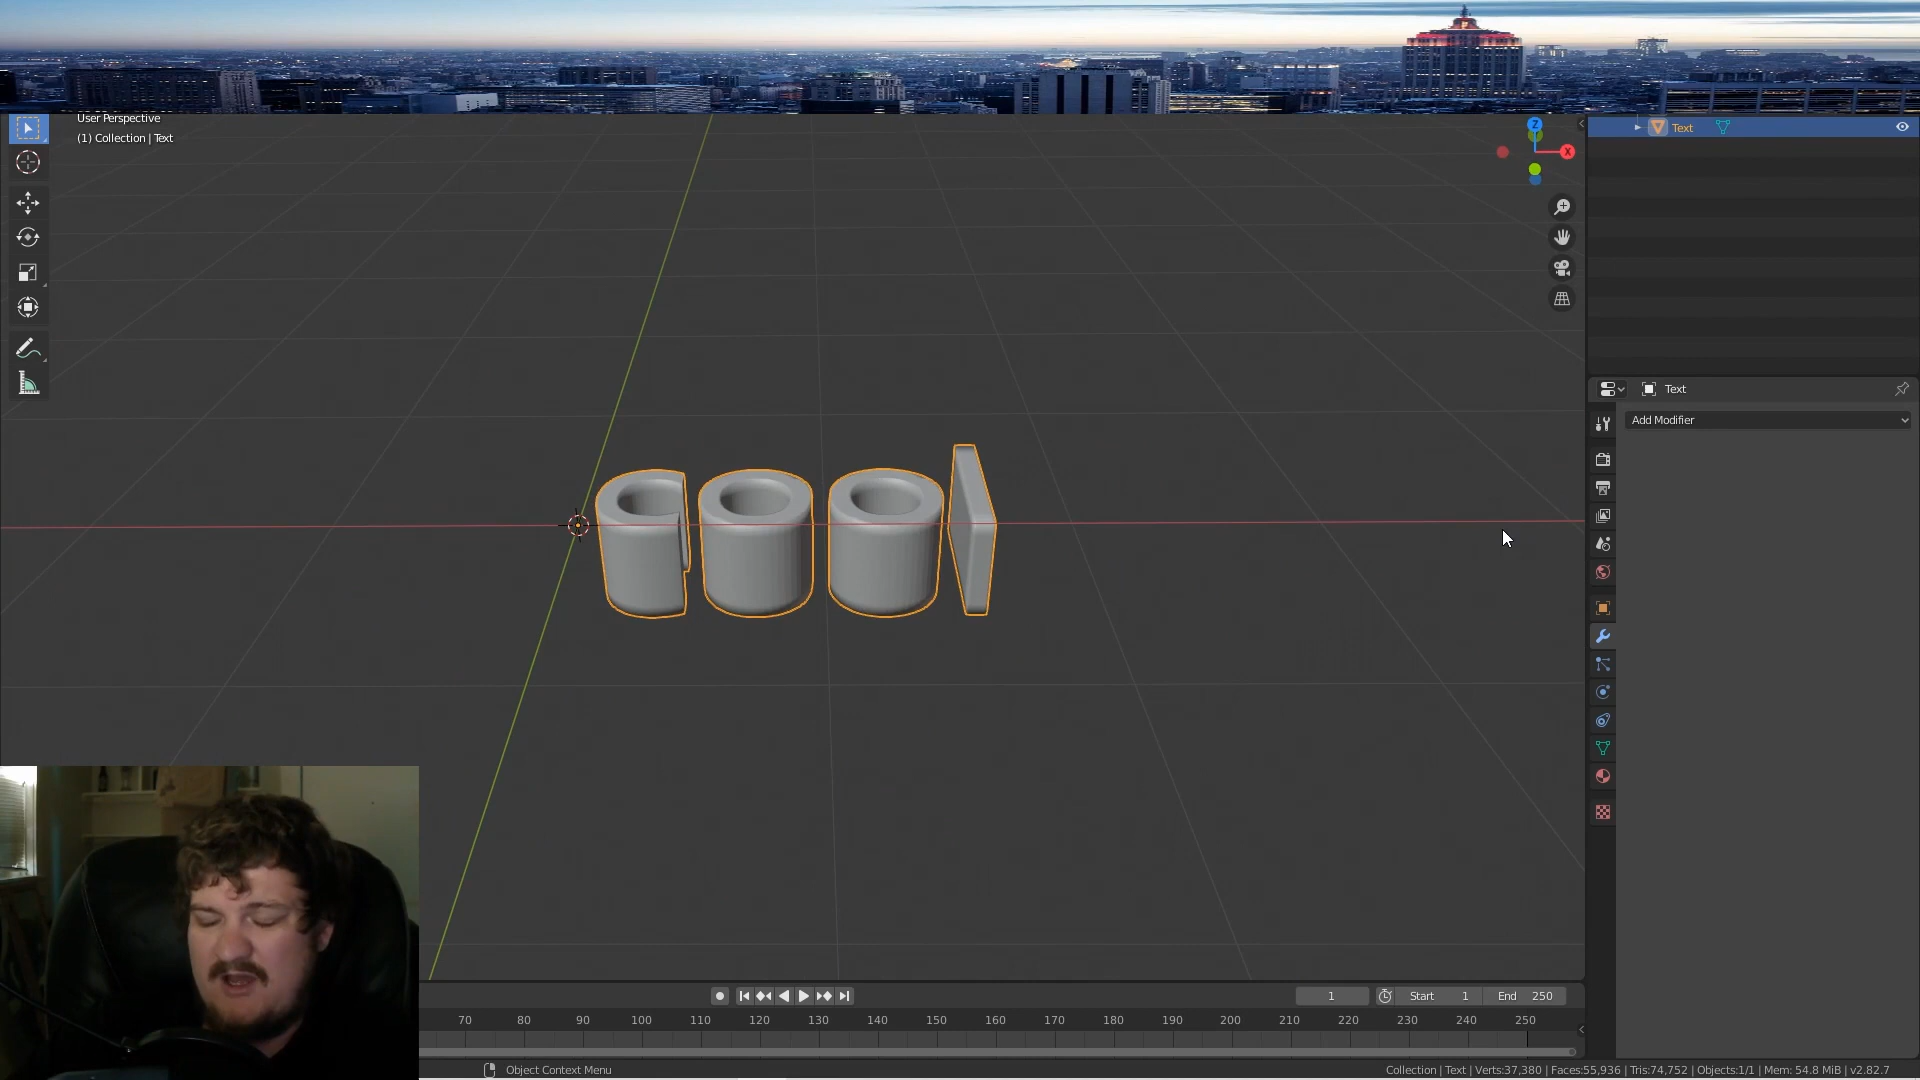 User Perspective
(1) Collection | Text
Z
X
Text
Text
Add Modifier
1
Start 1
End 250
70 80 90 100 110 120 130 140 150 160 170 180 190 200 210 220 230 240 250
Object Context Menu
Collection | Text | Verts:37,380 | Faces:55,936 | Tris:74,752 | Objects:1/1 | Mem: 54.8 MiB | v2.82.7